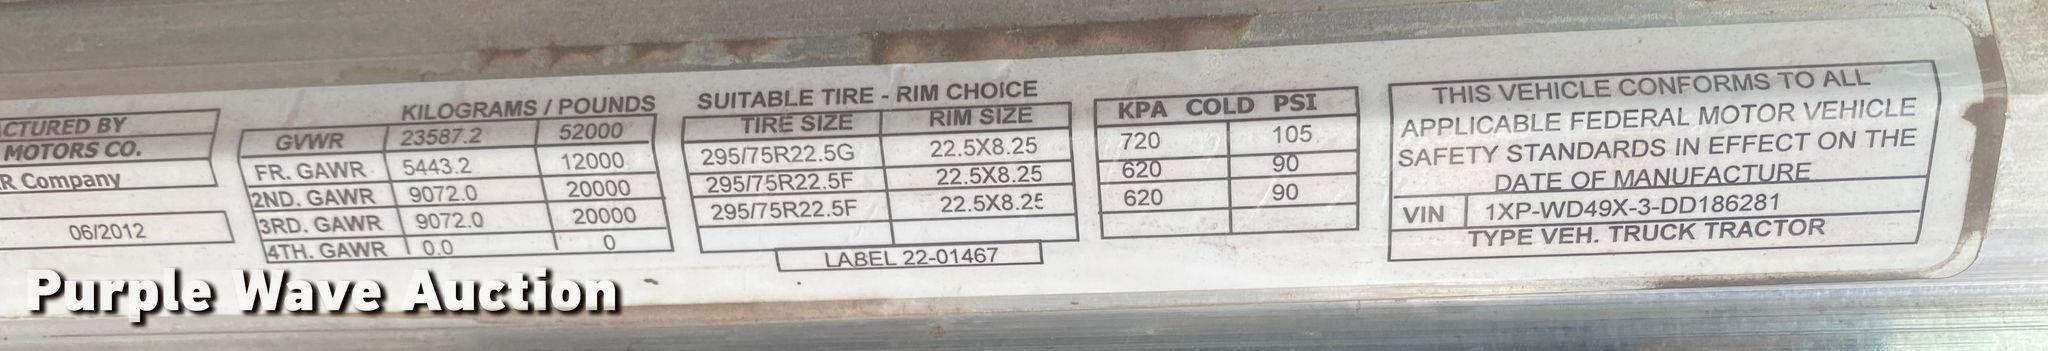 ACTURED BY
MOTORS CO.
R Company
06/2012
KILOGRAMS / POUNDS
GVWR 23587.2 52000
FR. GAWR 5443.2 12000
2ND. GAWR 9072.0 20000
3RD. GAWR 9072.0 20000
4TH. GAWR 0.0 0
SUITABLE TIRE - RIM CHOICE
TIRE SIZE RIM SIZE
295/75R22.5G 22.5X8.25
295/75R22.5F 22.5X8.25
295/75R22.5F 22.5X8.25
LABEL 22-01467
KPA COLD PSI
720 105
620 90
620 90
THIS VEHICLE CONFORMS TO ALL
APPLICABLE FEDERAL MOTOR VEHICLE
SAFETY STANDARDS IN EFFECT ON THE
DATE OF MANUFACTURE
VIN 1XP-WD49X-3-DD186281
TYPE VEH. TRUCK TRACTOR
Purple Wave Auction